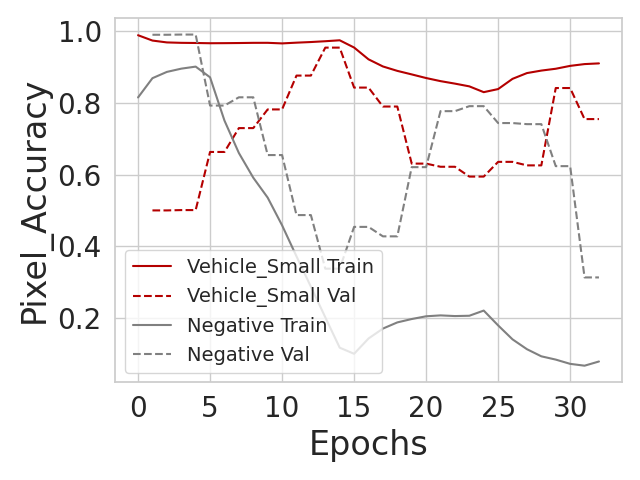 Pixel_Accuracy
1.0
0.8
0.6
0.4
0.2
Vehicle_Small Train
Vehicle_Small Val
Negative Train
Negative Val
0 5 10 15 20 25 30
Epochs